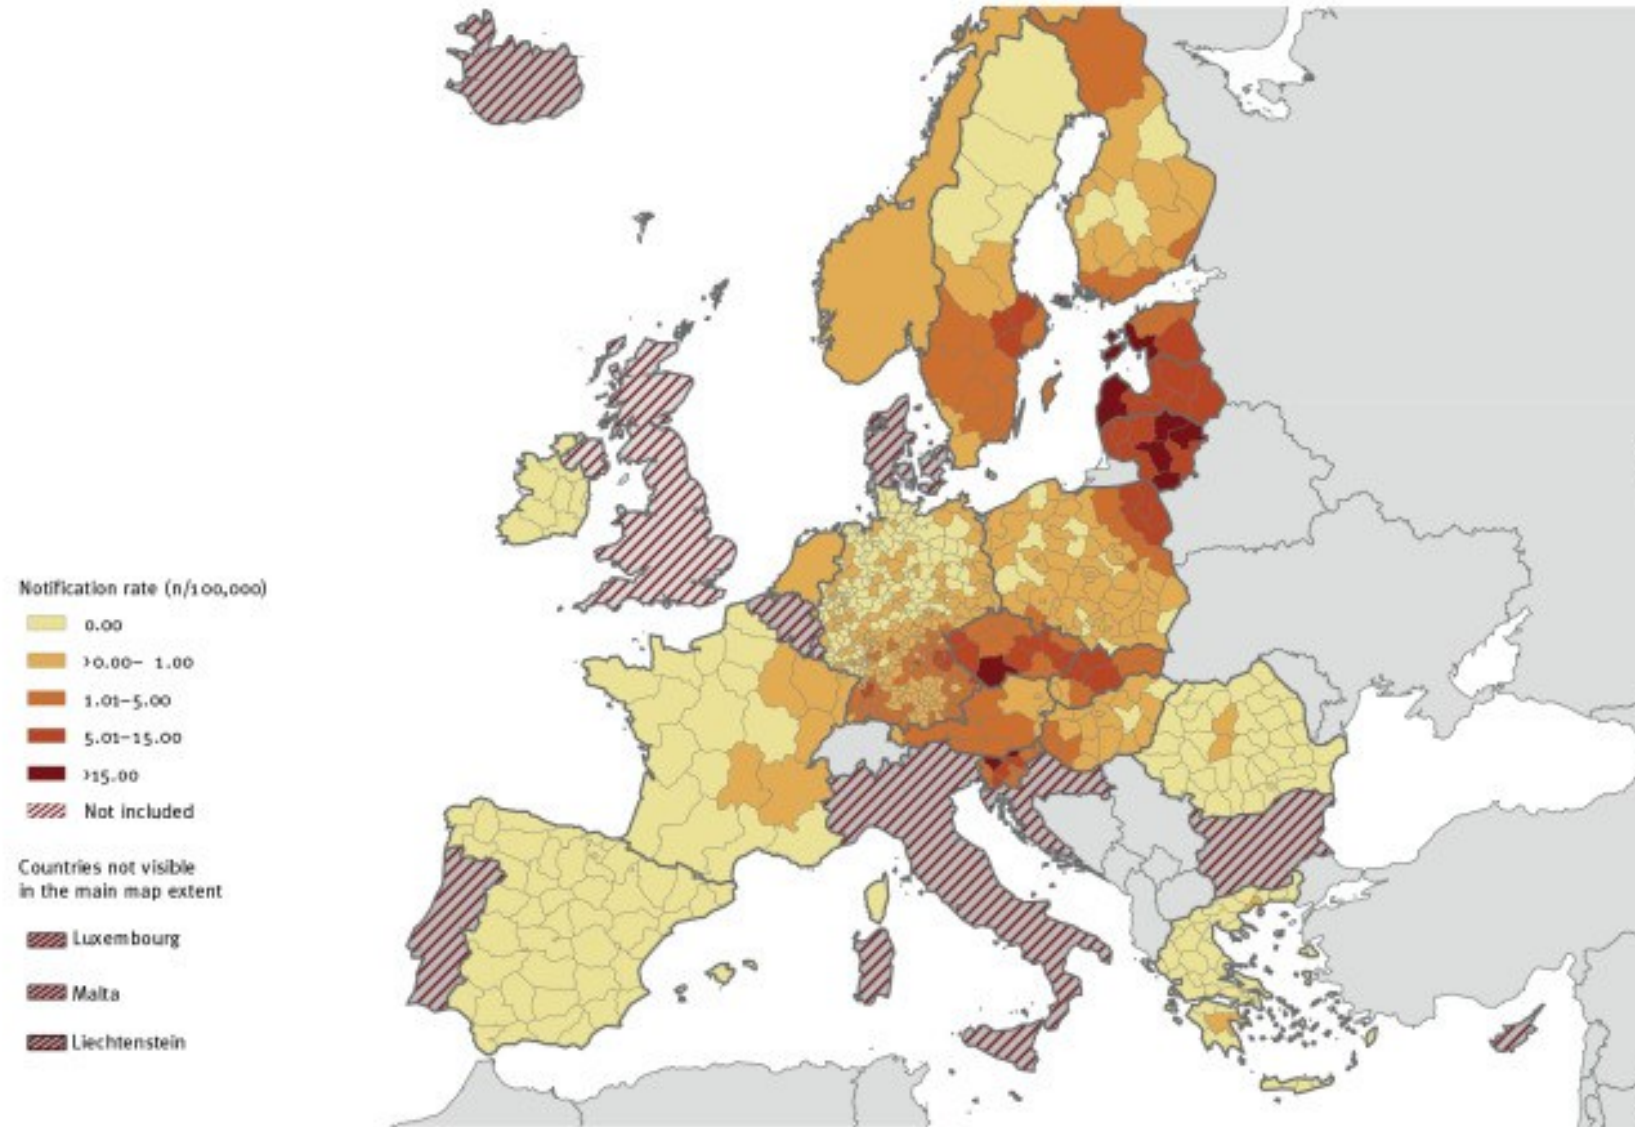 Notification rate (n/100,000)
0.00
>0.00– 1.00
1.01–5.00
5.01–15.00
>15.00
Not included
Countries not visible
in the main map extent
Luxembourg
Malta
Liechtenstein